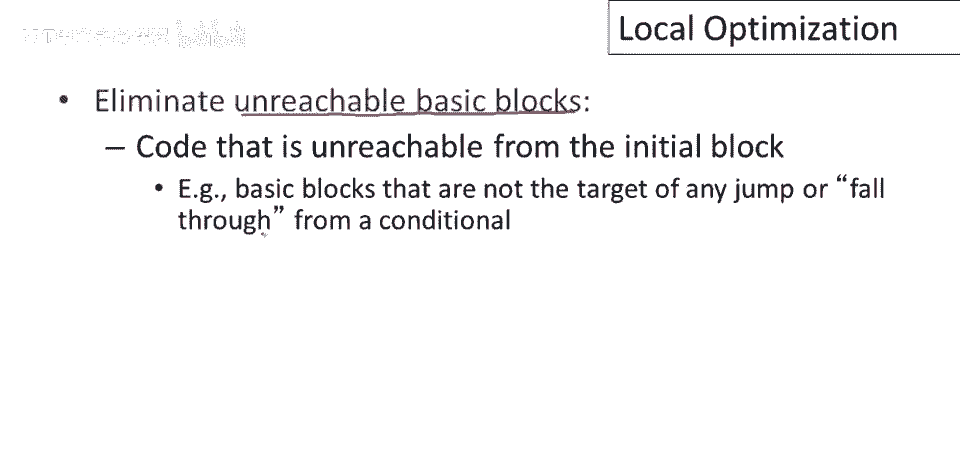 Local Optimization
• Eliminate unreachable basic blocks:
– Code that is unreachable from the initial block
• E.g., basic blocks that are not the target of any jump or “fall
through” from a conditional